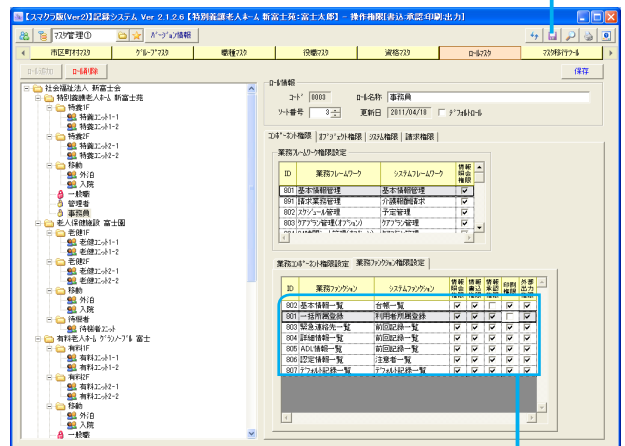 【スマクラ版(Ver2)】記録システム Ver 2.1.2.6【特別養護老人ホーム 新富士苑:富士太郎】 - 操作権限[書込・承認・印刷・出力]
マスタ管理① バージョン情報
市区町村マスタ グループマスタ 職種マスタ 役職マスタ 資格マスタ ロールマスタ マスタ移行ツール
ロール追加 ロール削除 保存
社会福祉法人 新富士会
特別養護老人ホーム 新富士苑
特養1F
特養ユニット1-1
特養ユニット1-2
特養2F
特養ユニット2-1
特養ユニット2-2
移動
外泊
入院
一般職
管理者
事務員
老人保健施設 富士園
老健1F
老健ユニット1-1
老健ユニット1-2
老健2F
老健ユニット2-1
老健ユニット2-2
移動
外泊
入院
待機者
待機者ユニット
有料老人ホーム グランソーブル 富士
有料1F
有料ユニット1-1
有料ユニット1-2
有料2F
有料ユニット2-1
有料ユニット2-2
移動
外泊
入院
一般職
ロール情報
コード 0003 ロール名称 事務員
ソート番号 3 更新日 2011/04/18 デフォルトロール
コンポーネント権限 オブジェクト権限 システム権限 請求権限
業務フレームワーク権限設定
ID 業務フレームワーク システムフレームワーク 情報照会権限
801 基本情報管理 基本情報管理
891 請求業務管理 介護報酬請求
802 スケジュール管理 予定管理
803 ケアプラン管理(オプション) ケアプラン管理
業務コンポーネント権限設定 業務ファンクション権限設定
ID 業務ファンクション システムファンクション 情報照会権限 情報書込権限 情報承認権限 印刷権限 外部出力権限
802 基本情報一覧 台帳一覧
801 一括所属登録 利用者所属登録
803 緊急連絡先一覧 前回記録一覧
804 詳細情報一覧 前回記録一覧
805 ADL情報一覧 前回記録一覧
806 認定情報一覧 注意者一覧
807 デフォルト記録一覧 デフォルト記録一覧